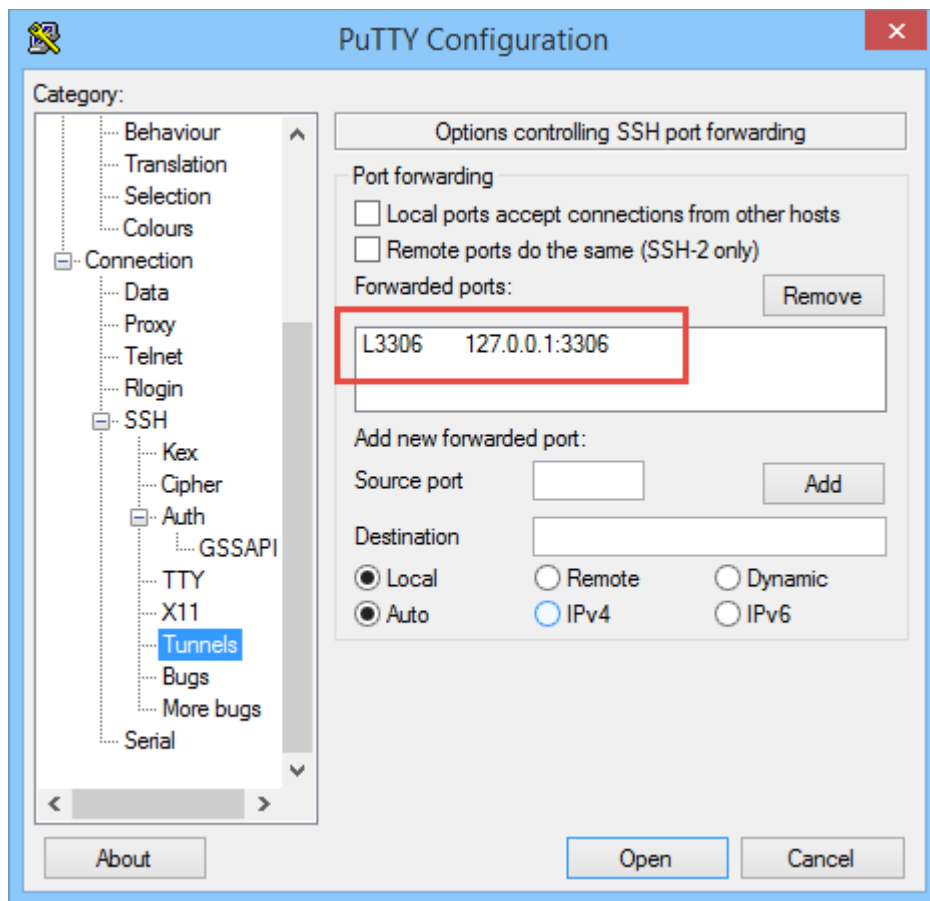 PuTTY Configuration
Category:
Behaviour
Translation
Selection
Colours
Connection
Data
Proxy
Telnet
Rlogin
SSH
Kex
Cipher
Auth
GSSAPI
TTY
X11
Tunnels
Bugs
More bugs
Serial
Options controlling SSH port forwarding
Port forwarding
Local ports accept connections from other hosts
Remote ports do the same (SSH-2 only)
Forwarded ports: Remove
L3306 127.0.0.1:3306
Add new forwarded port:
Source port Add
Destination
Local Remote Dynamic
Auto IPv4 IPv6
About Open Cancel